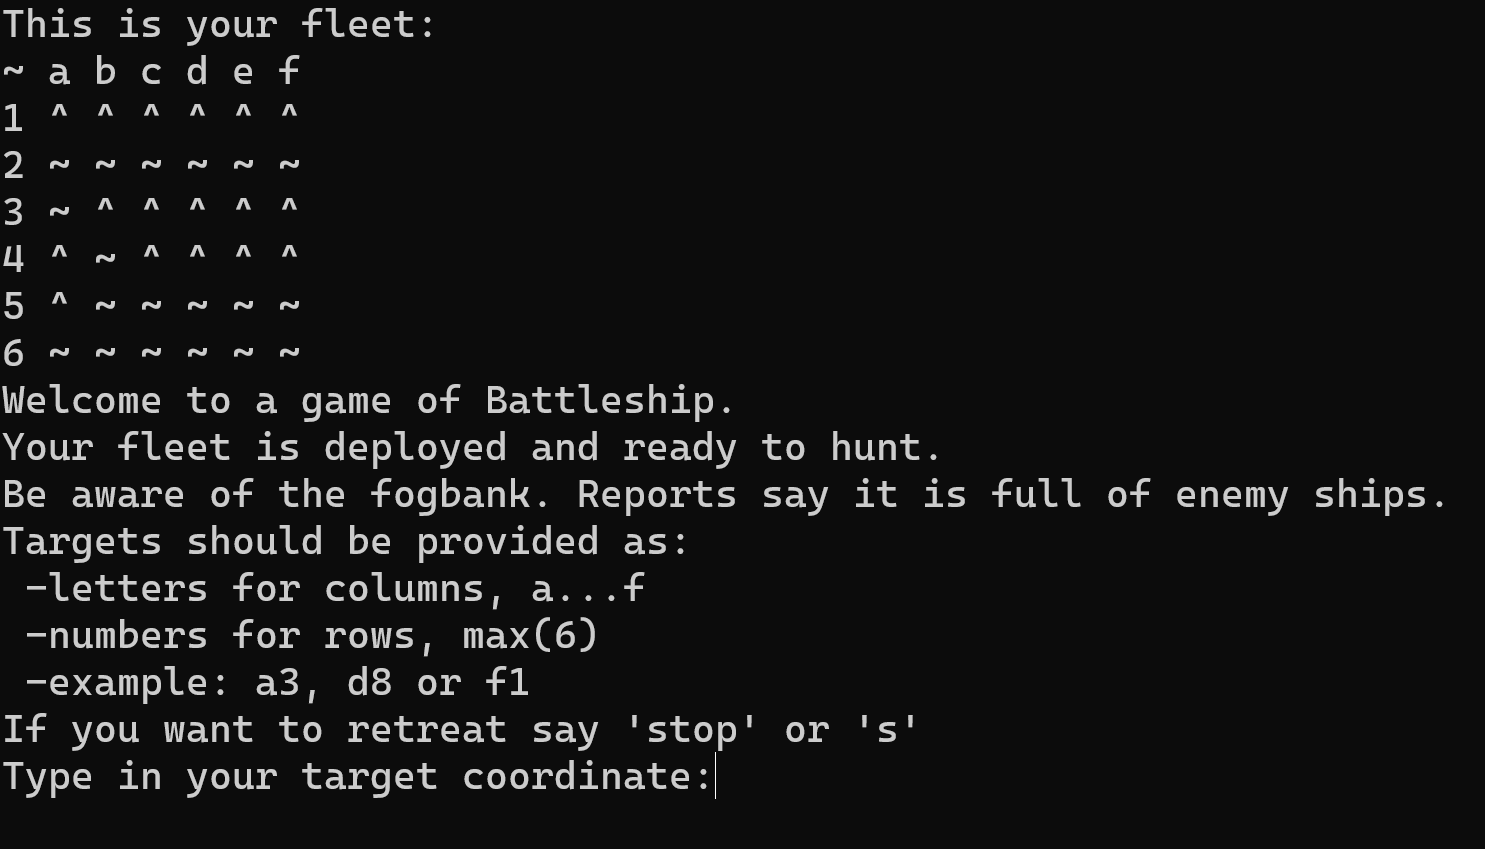 This is your fleet:
~ a b c d e f
1 ^ ^ ^ ^ ^ ^
2 ~ ~ ~ ~ ~ ~
3 ~ ^ ^ ^ ^ ^
4 ^ ~ ^ ^ ^ ^
5 ^ ~ ~ ~ ~ ~
6 ~ ~ ~ ~ ~ ~
Welcome to a game of Battleship.
Your fleet is deployed and ready to hunt.
Be aware of the fogbank. Reports say it is full of enemy ships.
Targets should be provided as:
 -letters for columns, a...f
 -numbers for rows, max(6)
 -example: a3, d8 or f1
If you want to retreat say 'stop' or 's'
Type in your target coordinate: